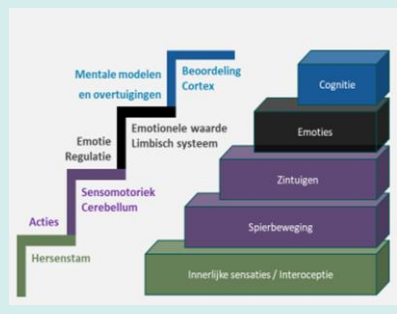 Mentale modelen
en overtuigingen
Beoordeling
Cortex
Emotie
Regulatie
Emotionele waarde
Limbisch systeem
Acties
Sensomotoriek
Cerebellum
Hersenstam
Cognitie
Emoties
Zintuigen
Spierbeweging
Innerlijke sensaties / Interoceptie